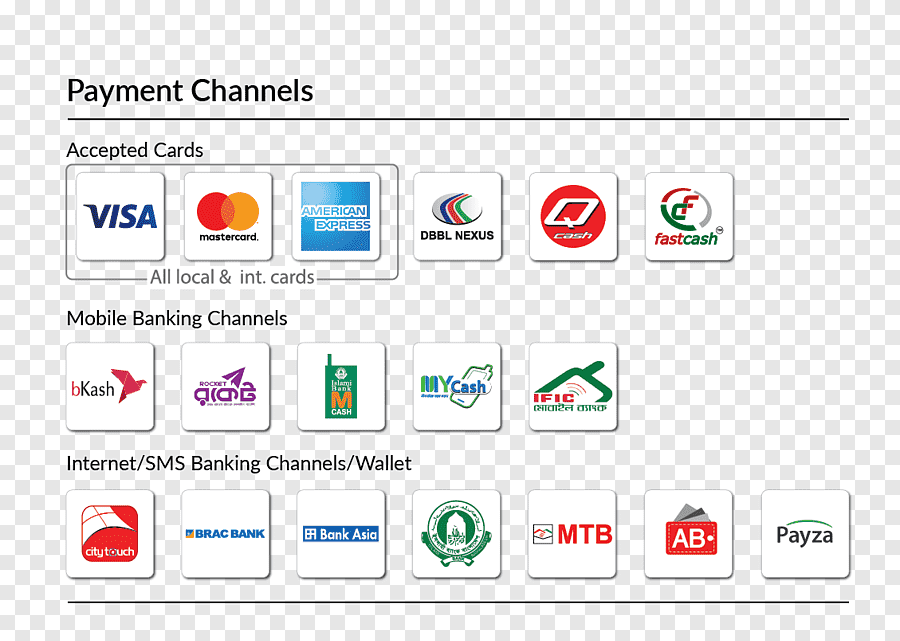 Payment Channels
Accepted Cards
VISA
mastercard.
AMERICAN
EXPRESS
DBBL NEXUS
Q
cash
fastcash
TM
All local & int. cards
Mobile Banking Channels
bKash
ROCKET
রকেট
Islami
Bank
M
CASH
MYCash
IFIC
মোবাইল ব্যাংক
Internet/SMS Banking Channels/Wallet
citytouch
BRAC BANK
Bank Asia
MTB
AB
Payza